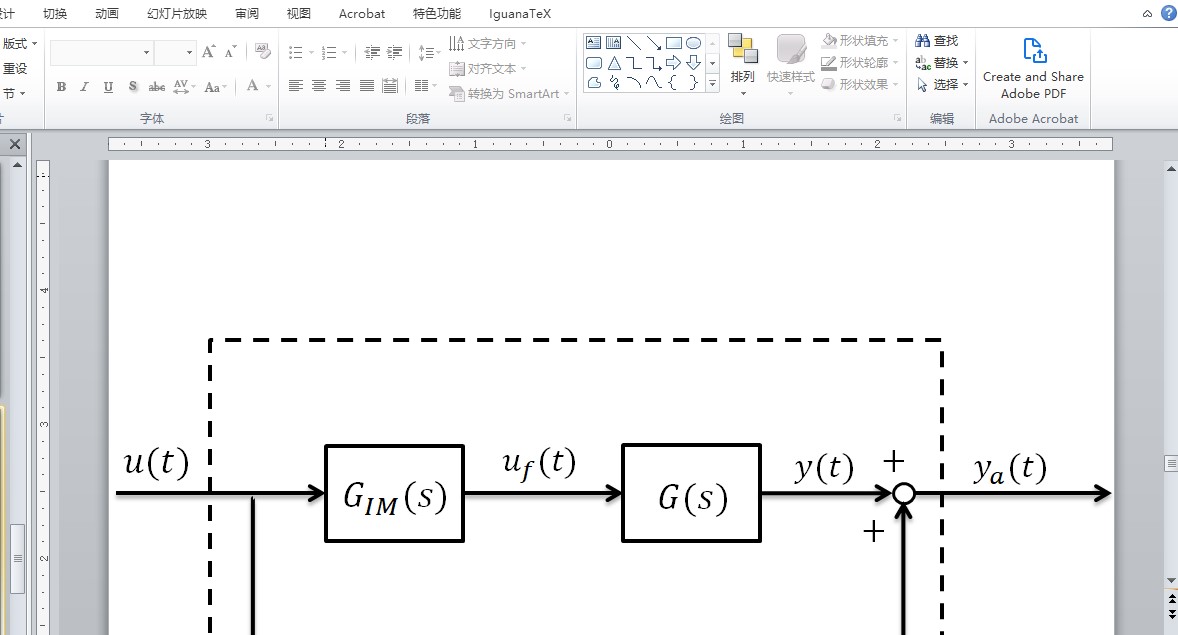 计 切换 动画 幻灯片放映 审阅 视图 Acrobat 特色功能 IguanaTeX
版式
重设
节
B I U S abc AV Aa A
文字方向
对齐文本
转换为 SmartArt
排列
快速样式
形状填充
形状轮廓
形状效果
查找
替换
选择
Create and Share
Adobe PDF
片 字体 段落 绘图 编辑 Adobe Acrobat
3 2 1 0 1 2 3
4
3
2
u(t)
G_{IM}(s)
u_f(t)
G(s)
y(t)
+
+
y_a(t)